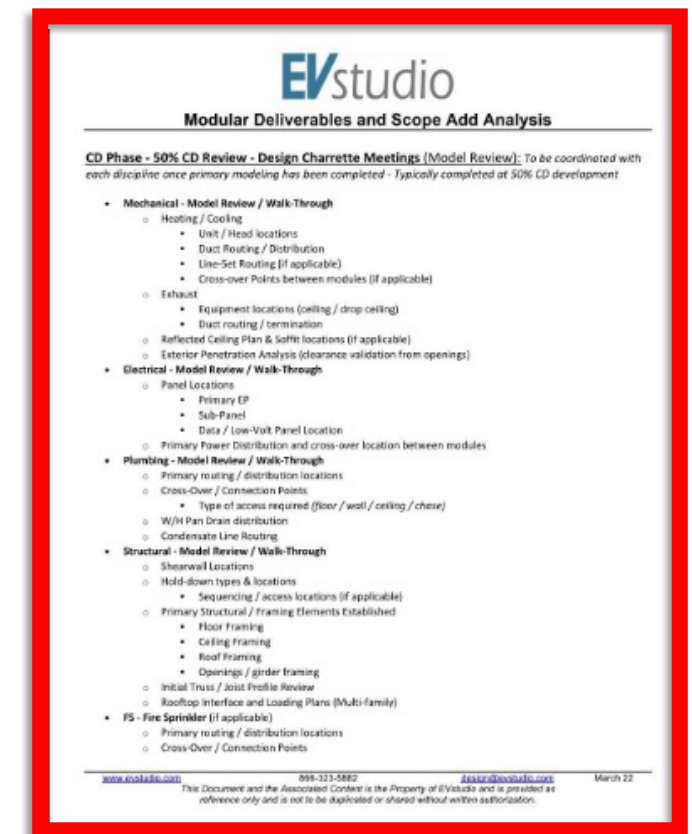 EVstudio
Modular Deliverables and Scope Add Analysis
CD Phase - 50% CD Review - Design Charrette Meetings (Model Review): To be coordinated with
each discipline once primary modeling has been completed - Typically completed at 50% CD development
• Mechanical - Model Review / Walk-Through
o Heating / Cooling
▪ Unit / Head locations
▪ Duct Routing / Distribution
▪ Line-Set Routing (if applicable)
▪ Cross-over Points between modules (if applicable)
o Exhaust
▪ Equipment locations (ceiling / drop ceiling)
▪ Duct routing / termination
o Reflected Ceiling Plan & Soffit locations (if applicable)
o Exterior Penetration Analysis (clearance validation from openings)
• Electrical - Model Review / Walk-Through
o Panel Locations
▪ Primary EP
▪ Sub-Panel
▪ Data / Low-Volt Panel Location
o Primary Power Distribution and cross-over location between modules
• Plumbing - Model Review / Walk-Through
o Primary routing / distribution locations
o Cross-Over / Connection Points
▪ Type of access required (floor / wall / ceiling / chase)
o W/H Pan Drain distribution
o Condensate Line Routing
• Structural - Model Review / Walk-Through
o Shearwall Locations
o Hold-down types & locations
▪ Sequencing / access locations (if applicable)
o Primary Structural / Framing Elements Established
▪ Floor Framing
▪ Ceiling Framing
▪ Roof Framing
▪ Openings / girder framing
o Initial Truss / Joist Profile Review
o Rooftop Interface and Loading Plans (Multi-family)
• FS - Fire Sprinkler (if applicable)
o Primary routing / distribution locations
o Cross-Over / Connection Points
www.evstudio.com 866-323-5882 design@evstudio.com March 22
This Document and the Associated Content is the Property of EVstudio and is provided as
reference only and is not to be duplicated or shared without written authorization.